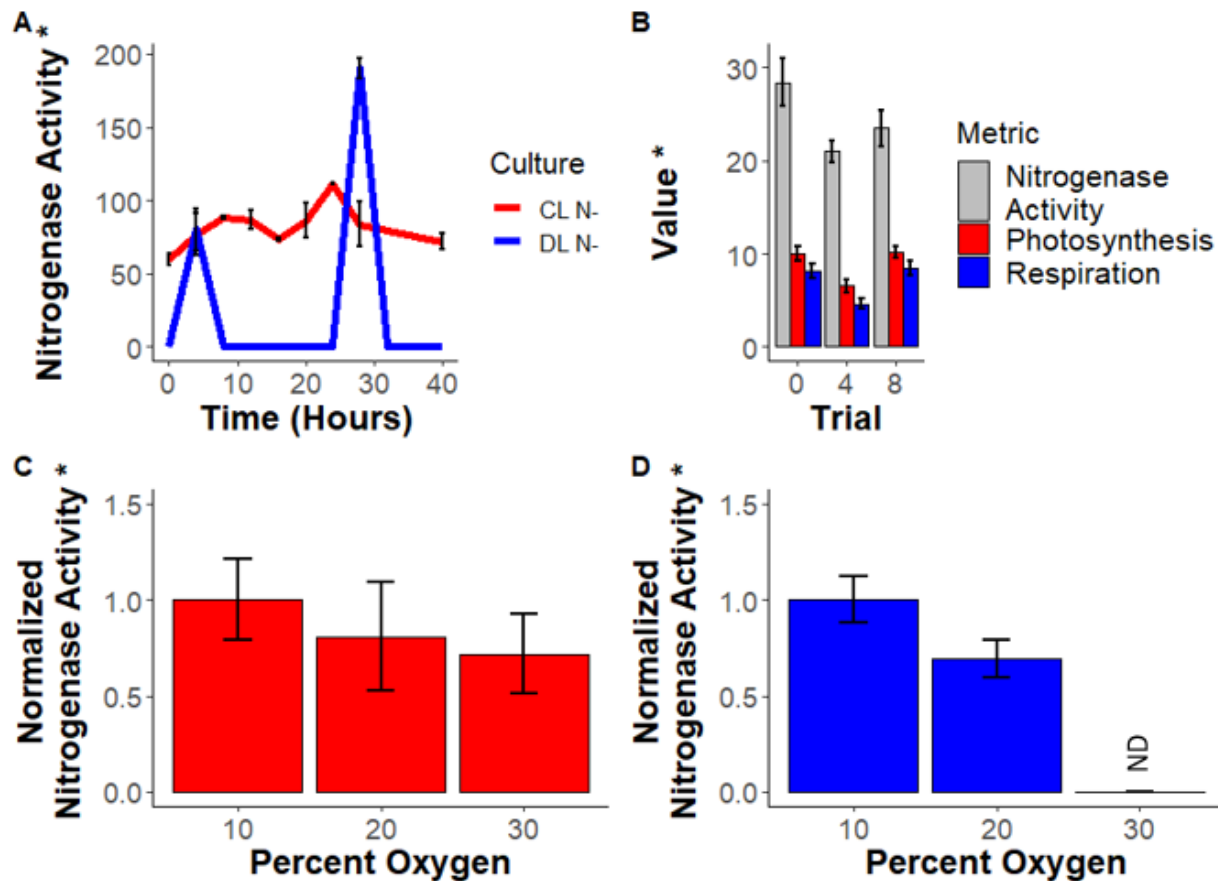 A
Nitrogenase Activity *
200
150
100
50
0
0 10 20 30 40
Time (Hours)
Culture
CL N-
DL N-
B
Value *
30
20
10
0
0 4 8
Trial
Metric
Nitrogenase
Activity
Photosynthesis
Respiration
C
Normalized
Nitrogenase Activity *
1.5
1.0
0.5
0.0
10 20 30
Percent Oxygen
D
Normalized
Nitrogenase Activity *
1.5
1.0
0.5
0.0
ND
10 20 30
Percent Oxygen